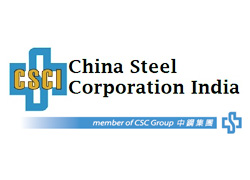 CSCI
China Steel
Corporation India
member of CSC Group 中鋼集團